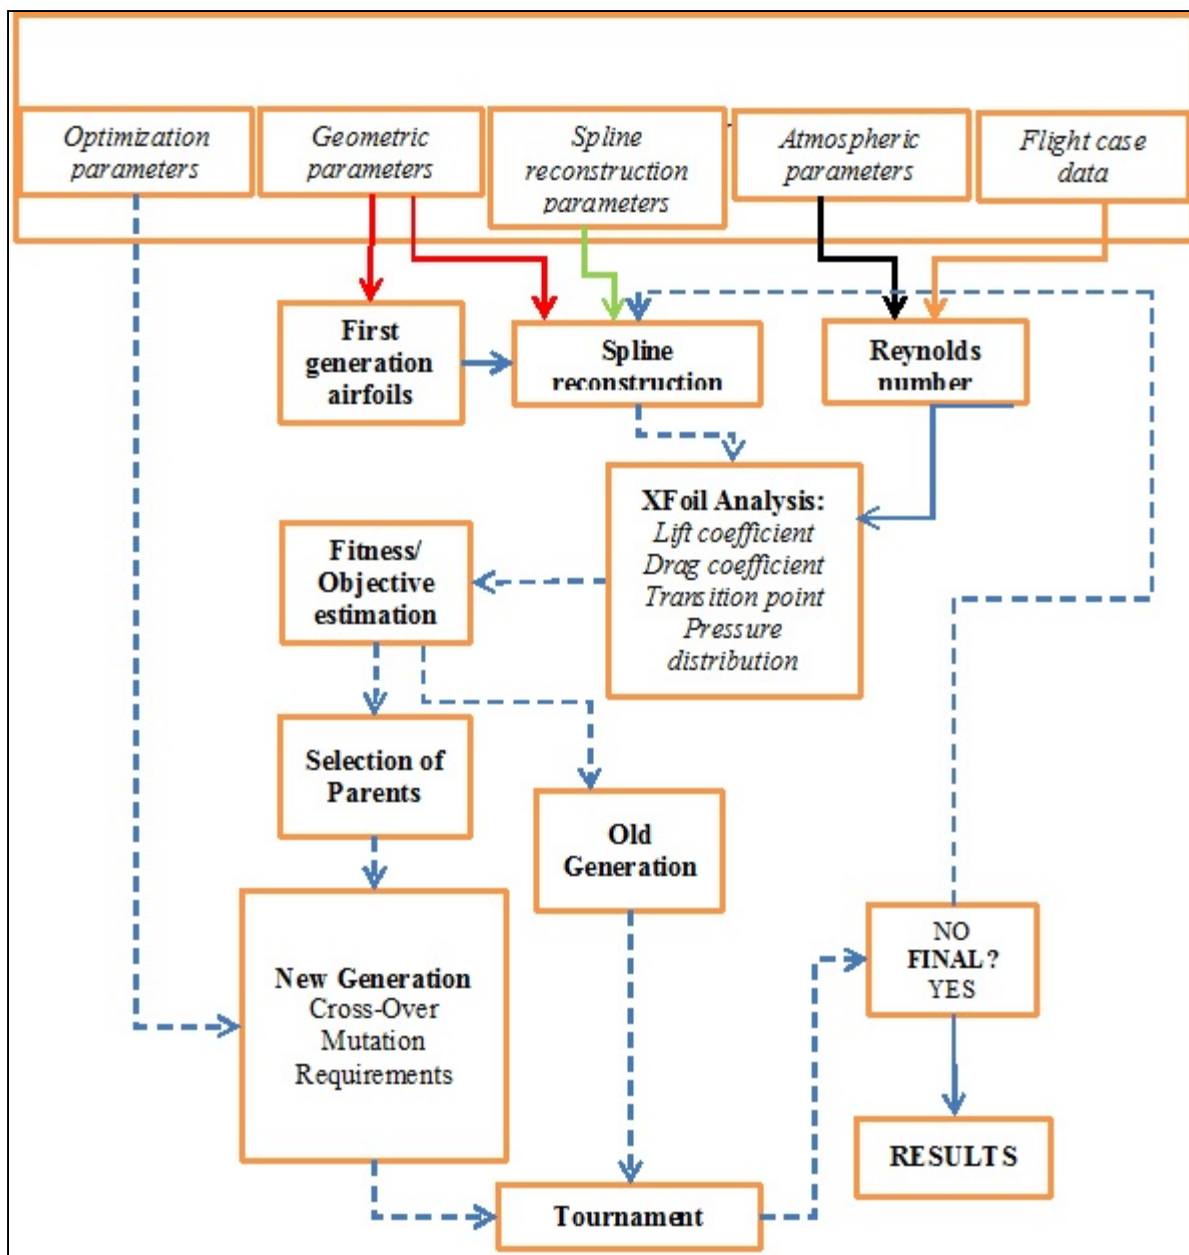 Optimization
parameters
Geometric
parameters
Spline
reconstruction
parameters
Atmospheric
parameters
Flight case
data
First
generation
airfoils
Spline
reconstruction
Reynolds
number
XFoil Analysis:
Lift coefficient
Drag coefficient
Transition point
Pressure
distribution
Fitness/
Objective
estimation
Selection of
Parents
Old
Generation
New Generation
Cross-Over
Mutation
Requirements
NO
FINAL?
YES
RESULTS
Tournament